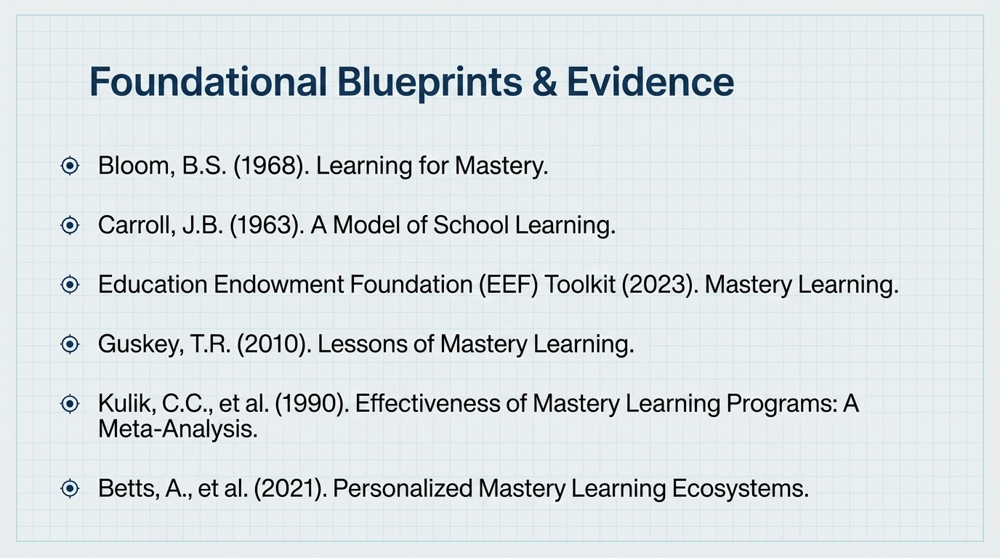 Foundational Blueprints & Evidence
Bloom, B.S. (1968). Learning for Mastery.
Carroll, J.B. (1963). A Model of School Learning.
Education Endowment Foundation (EEF) Toolkit (2023). Mastery Learning.
Guskey, T.R. (2010). Lessons of Mastery Learning.
Kulik, C.C., et al. (1990). Effectiveness of Mastery Learning Programs: A
Meta-Analysis.
Betts, A., et al. (2021). Personalized Mastery Learning Ecosystems.